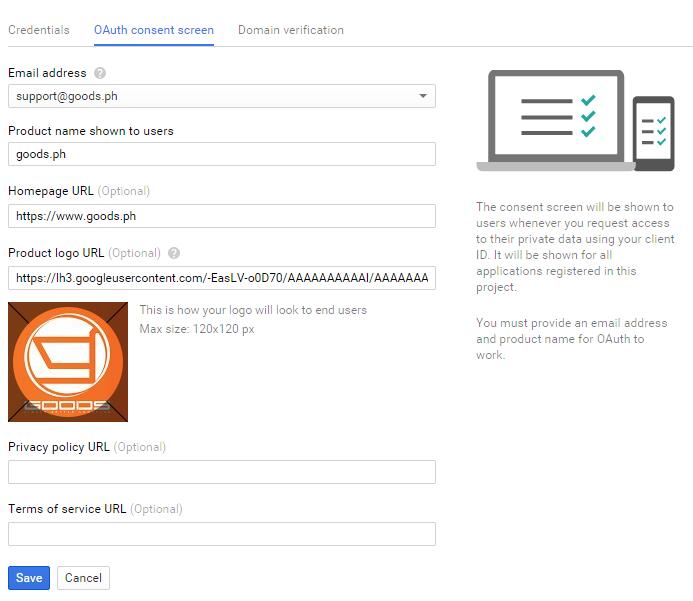 Credentials OAuth consent screen Domain verification
Email address ?
support@goods.ph
Product name shown to users
goods.ph
Homepage URL (Optional)
https://www.goods.ph
Product logo URL (Optional) ?
https://lh3.googleusercontent.com/-EasLV-o0D70/AAAAAAAAAAI/AAAAAAA
This is how your logo will look to end users
Max size: 120x120 px
GOODS
Privacy policy URL (Optional)
Terms of service URL (Optional)
Save Cancel
The consent screen will be shown to
users whenever you request access
to their private data using your client
ID. It will be shown for all
applications registered in this
project.
You must provide an email address
and product name for OAuth to
work.